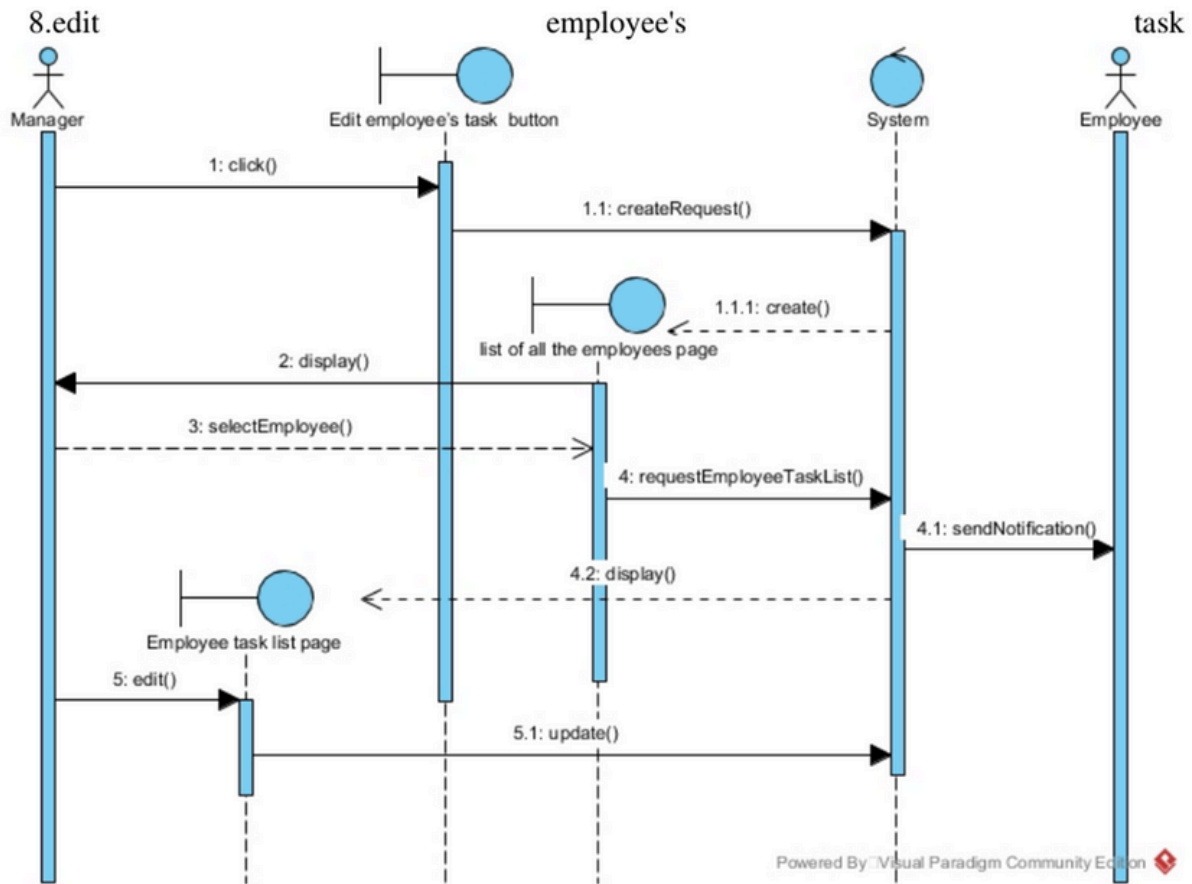 8.edit employee's task
Manager
Edit employee's task button
System
Employee
1: click()
1.1: createRequest()
1.1.1: create()
list of all the employees page
2: display()
3: selectEmployee()
4: requestEmployeeTaskList()
4.1: sendNotification()
4.2: display()
Employee task list page
5: edit()
5.1: update()
Powered By Visual Paradigm Community Edition